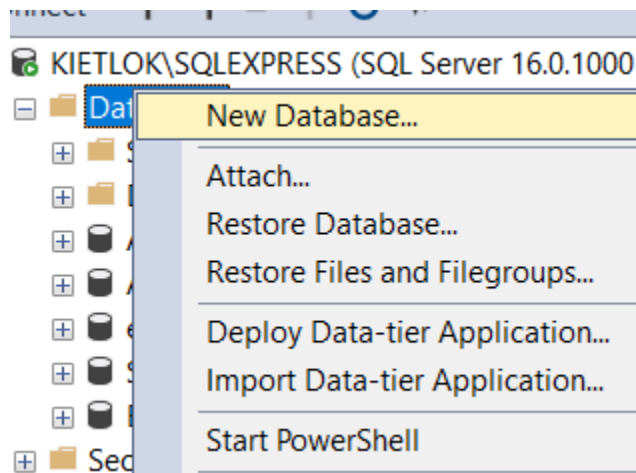 KIETLOK\SQLEXPRESS (SQL Server 16.0.1000
New Database...
Attach...
Restore Database...
Restore Files and Filegroups...
Deploy Data-tier Application...
Import Data-tier Application...
Start PowerShell